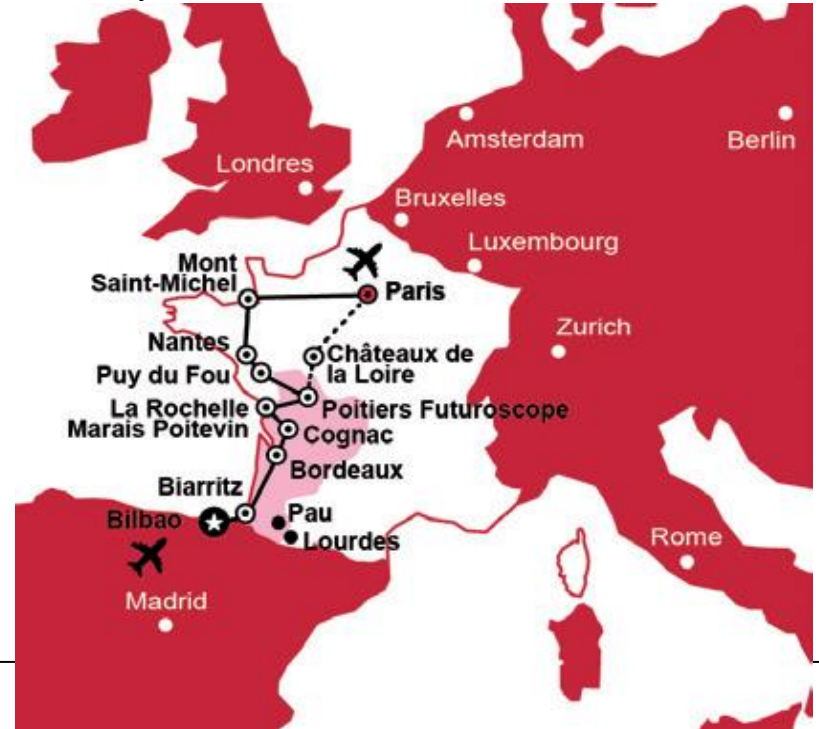 Amsterdam
Berlin
Londres
Bruxelles
Luxembourg
Mont
Saint-Michel
Paris
Zurich
Nantes
Châteaux de
la Loire
Puy du Fou
La Rochelle
Poitiers Futuroscope
Marais Poitevin
Cognac
Bordeaux
Biarritz
Bilbao
Pau
Lourdes
Rome
Madrid